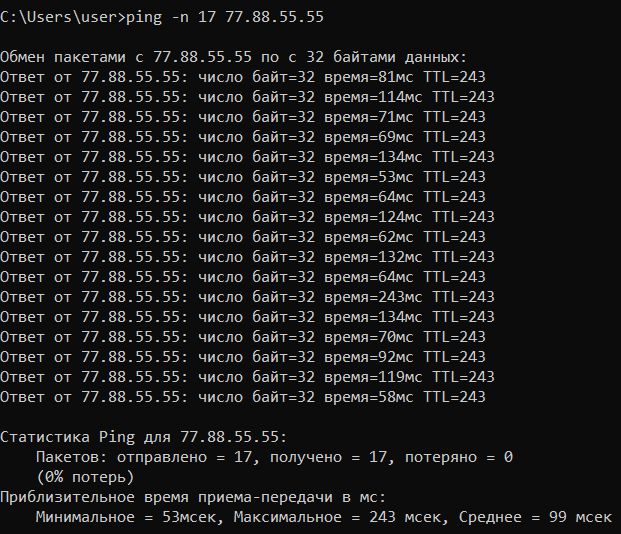 C:\Users\user>ping -n 17 77.88.55.55
Обмен пакетами с 77.88.55.55 по с 32 байтами данных:
Ответ от 77.88.55.55: число байт=32 время=81мс TTL=243
Ответ от 77.88.55.55: число байт=32 время=114мс TTL=243
Ответ от 77.88.55.55: число байт=32 время=71мс TTL=243
Ответ от 77.88.55.55: число байт=32 время=69мс TTL=243
Ответ от 77.88.55.55: число байт=32 время=134мс TTL=243
Ответ от 77.88.55.55: число байт=32 время=53мс TTL=243
Ответ от 77.88.55.55: число байт=32 время=64мс TTL=243
Ответ от 77.88.55.55: число байт=32 время=124мс TTL=243
Ответ от 77.88.55.55: число байт=32 время=62мс TTL=243
Ответ от 77.88.55.55: число байт=32 время=132мс TTL=243
Ответ от 77.88.55.55: число байт=32 время=64мс TTL=243
Ответ от 77.88.55.55: число байт=32 время=243мс TTL=243
Ответ от 77.88.55.55: число байт=32 время=134мс TTL=243
Ответ от 77.88.55.55: число байт=32 время=70мс TTL=243
Ответ от 77.88.55.55: число байт=32 время=92мс TTL=243
Ответ от 77.88.55.55: число байт=32 время=119мс TTL=243
Ответ от 77.88.55.55: число байт=32 время=58мс TTL=243
Статистика Ping для 77.88.55.55:
Пакетов: отправлено = 17, получено = 17, потеряно = 0
(0% потерь)
Приблизительное время приема-передачи в мс:
Минимальное = 53мсек, Максимальное = 243 мсек, Среднее = 99 мсек